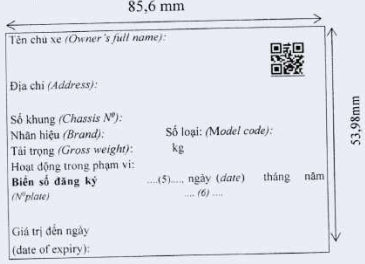 85,6 mm
Tên chủ xe (Owner's full name):
Địa chỉ (Address):
53,98mm
Số khung (Chassis Nº):
Nhãn hiệu (Brand): Số loại: (Model code):
Tải trọng (Gross weight): kg
Hoạt động trong phạm vi:
Biển số đăng ký ....(5)...., ngày (date) tháng năm
(Nºplate) .... (6) ....
Giá trị đến ngày
(date of expiry):